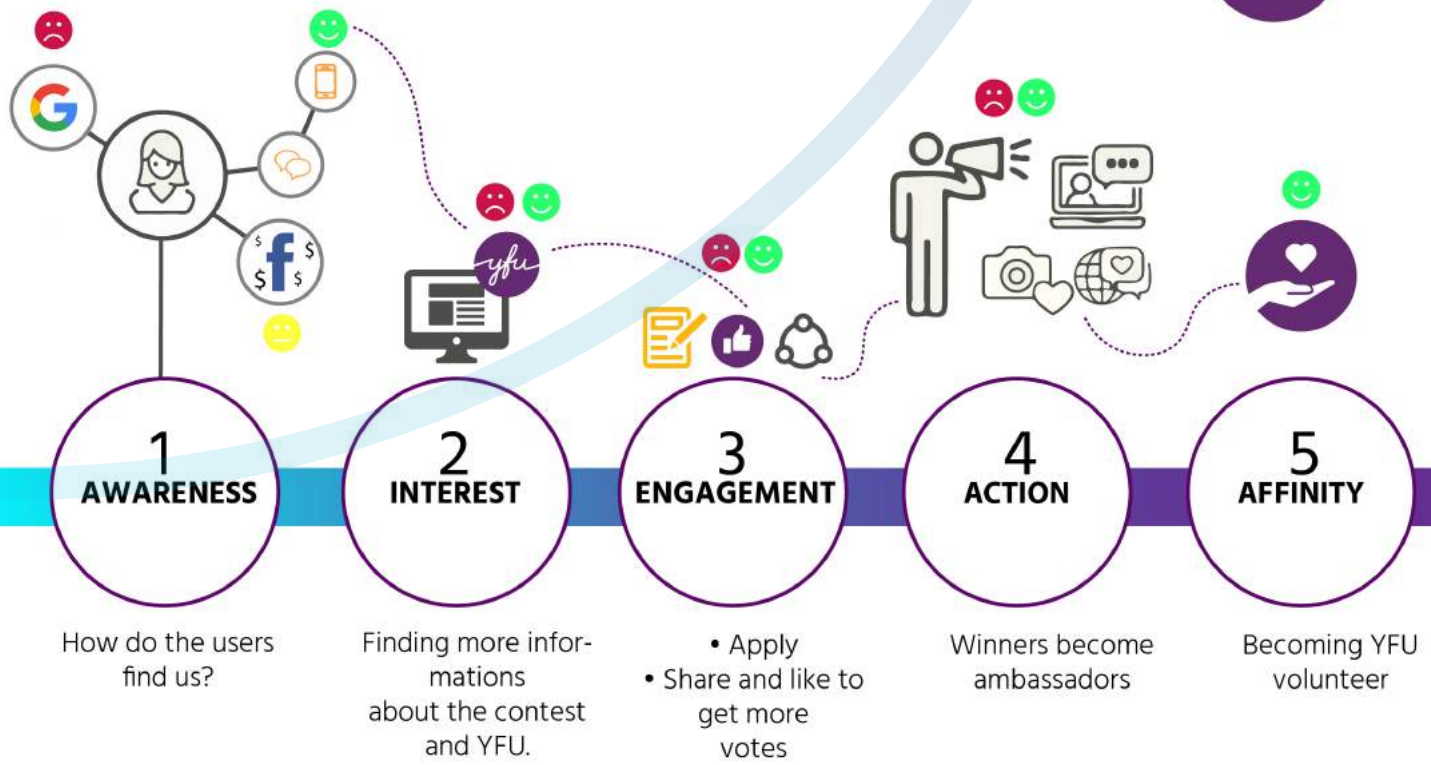 G
$ $
f
$ $
yfu
1
AWARENESS
How do the users
find us?
2
INTEREST
Finding more infor-
mations
about the contest
and YFU.
3
ENGAGEMENT
• Apply
• Share and like to
get more
votes
4
ACTION
Winners become
ambassadors
5
AFFINITY
Becoming YFU
volunteer